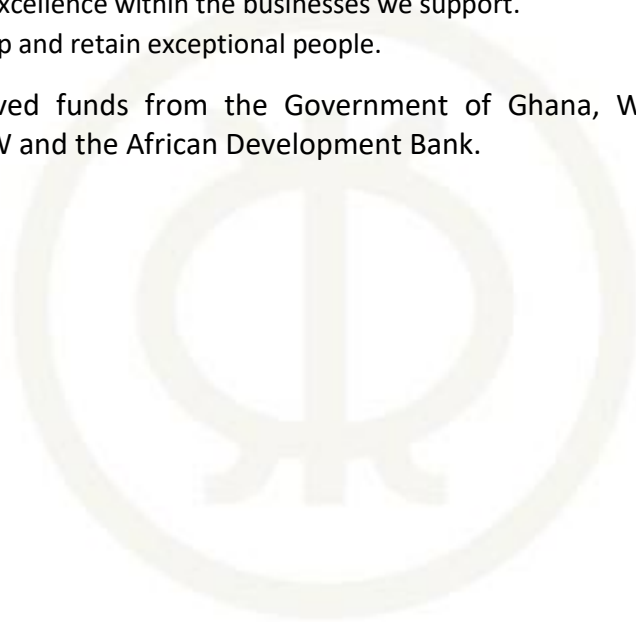 xcellence within the businesses we support.
p and retain exceptional people.
ved funds from the Government of Ghana, W
and the African Development Bank.